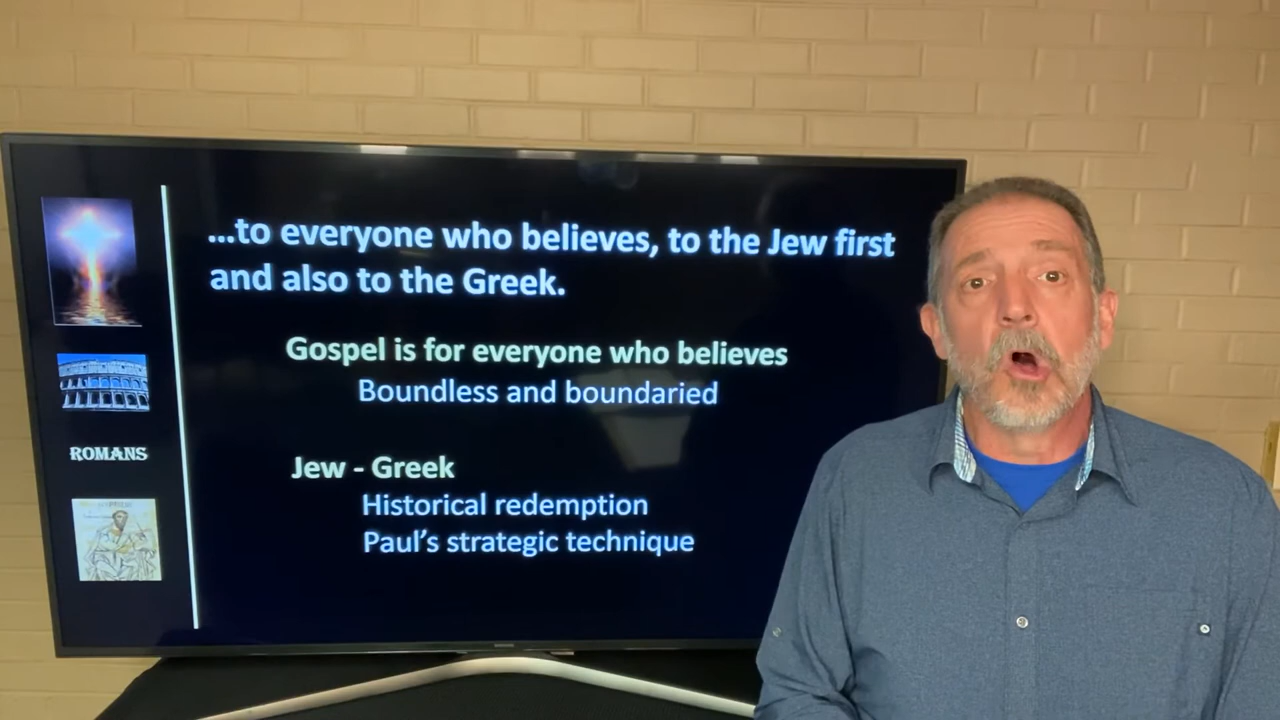 ...to everyone who believes, to the Jew first
and also to the Greek.
Gospel is for everyone who believes
Boundless and boundaried
Jew - Greek
Historical redemption
Paul's strategic technique
ROMANS